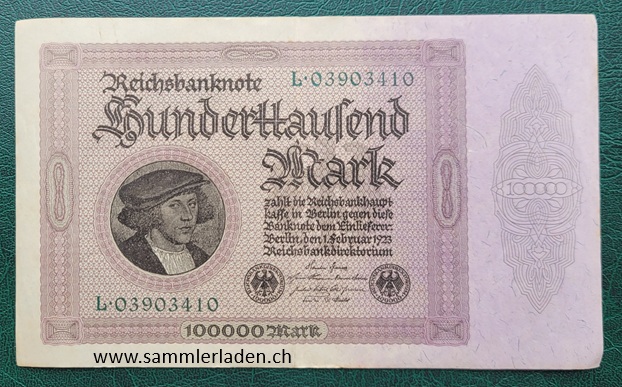 Reichsbanknote L·03903410
Hunderttausend
Mark
zahlt die Reichsbankhaupt
kasse in Berlin gegen diese
Banknote dem Einlieferer.
Berlin, den 1. Februar 1923
Reichsbankdirektorium
100000
L·03903410
100000 Mark
www.sammlerladen.ch